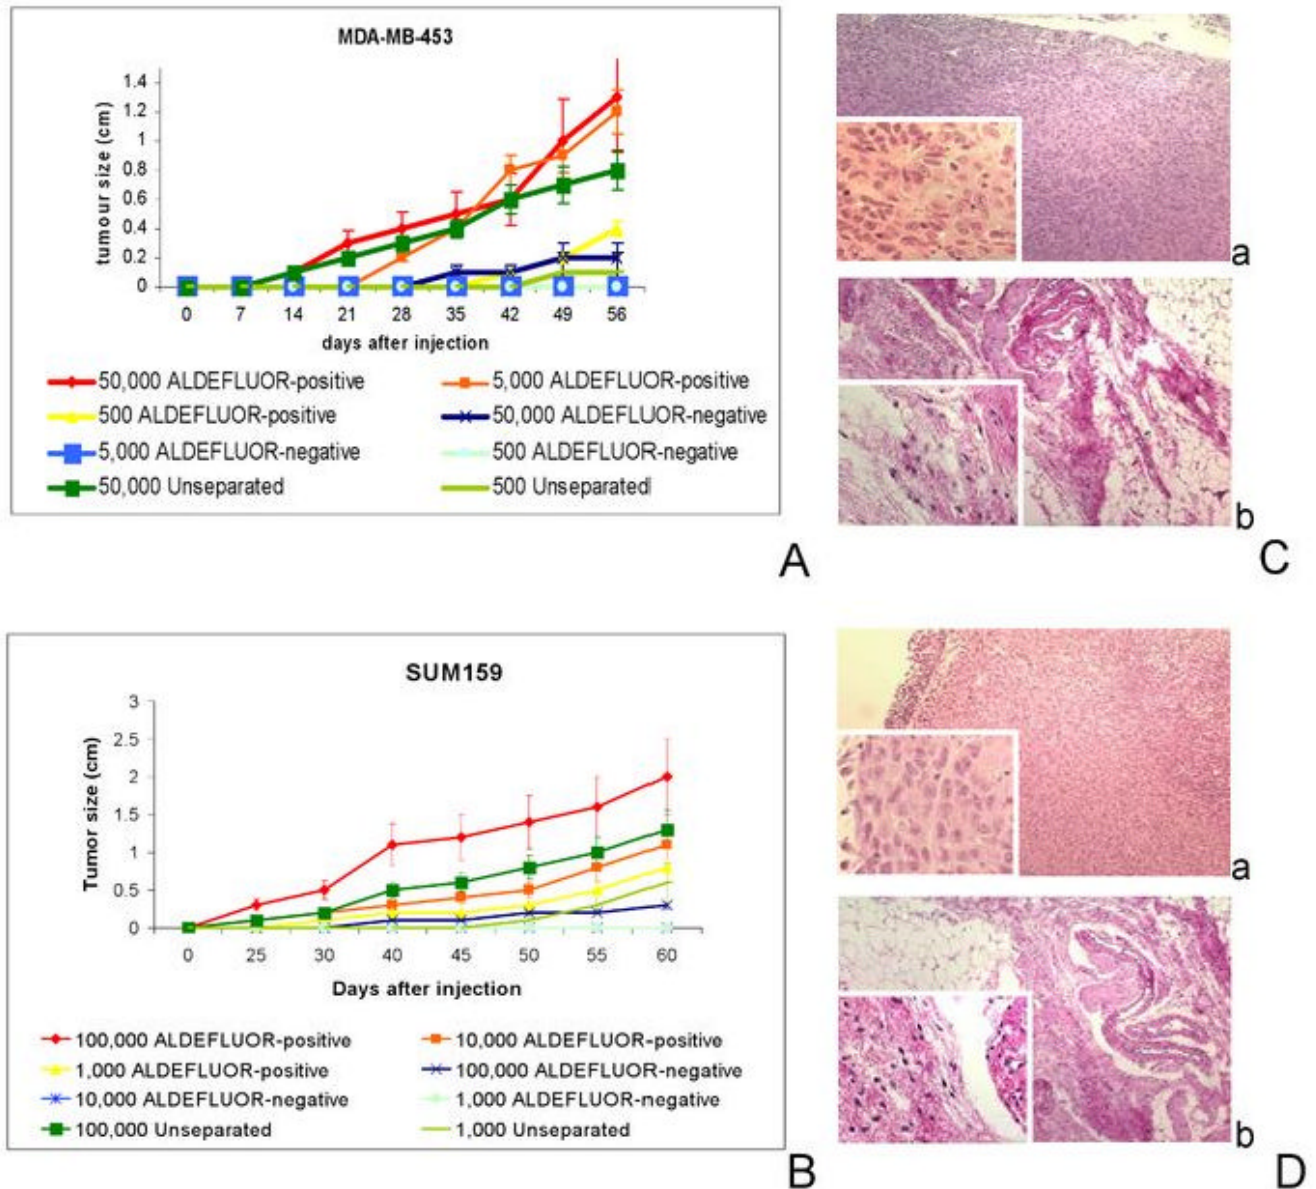 MDA-MB-453
tumour size (cm)
1.4
1.2
1
0.8
0.6
0.4
0.2
0
0 7 14 21 28 35 42 49 56
days after injection
50,000 ALDEFLUOR-positive 5,000 ALDEFLUOR-positive
500 ALDEFLUOR-positive 50,000 ALDEFLUOR-negative
5,000 ALDEFLUOR-negative 500 ALDEFLUOR-negative
50,000 Unseparated 500 Unseparated
A
a
b
C
SUM159
Tumor size (cm)
3
2.5
2
1.5
1
0.5
0
0 25 30 40 45 50 55 60
Days after injection
100,000 ALDEFLUOR-positive 10,000 ALDEFLUOR-positive
1,000 ALDEFLUOR-positive 100,000 ALDEFLUOR-negative
10,000 ALDEFLUOR-negative 1,000 ALDEFLUOR-negative
100,000 Unseparated 1,000 Unseparated
B
a
b
D